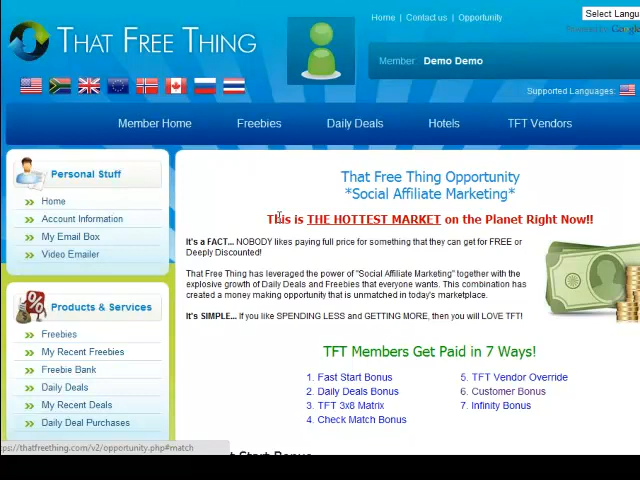 Home | Contact us | Opportunity
Select Langu
THAT FREE THING
Member Demo Demo
Supported Languages:
Member Home Freebies Daily Deals Hotels TFT Vendors
Personal Stuff
Home
Account Information
My Email Box
Video Emailer
Products & Services
Freebies
My Recent Freebies
Freebie Bank
Daily Deals
My Recent Deals
Daily Deal Purchases
That Free Thing Opportunity
*Social Affiliate Marketing*
This is THE HOTTEST MARKET on the Planet Right Now!!
It's a FACT... NOBODY likes paying full price for something that they can get for FREE or
Deeply Discounted!
That Free Thing has leveraged the power of "Social Affiliate Marketing" together with the
explosive growth of Daily Deals and Freebies that everyone wants. This combination has
created a money making opportunity that is unmatched in today's marketplace.
It's SIMPLE... If you like SPENDING LESS and GETTING MORE, then you will LOVE TFT!
TFT Members Get Paid in 7 Ways!
1. Fast Start Bonus
2. Daily Deals Bonus
3. TFT 3x8 Matrix
4. Check Match Bonus
5. TFT Vendor Override
6. Customer Bonus
7. Infinity Bonus
ps://thatfreething.com/v2/opportunity.php#match